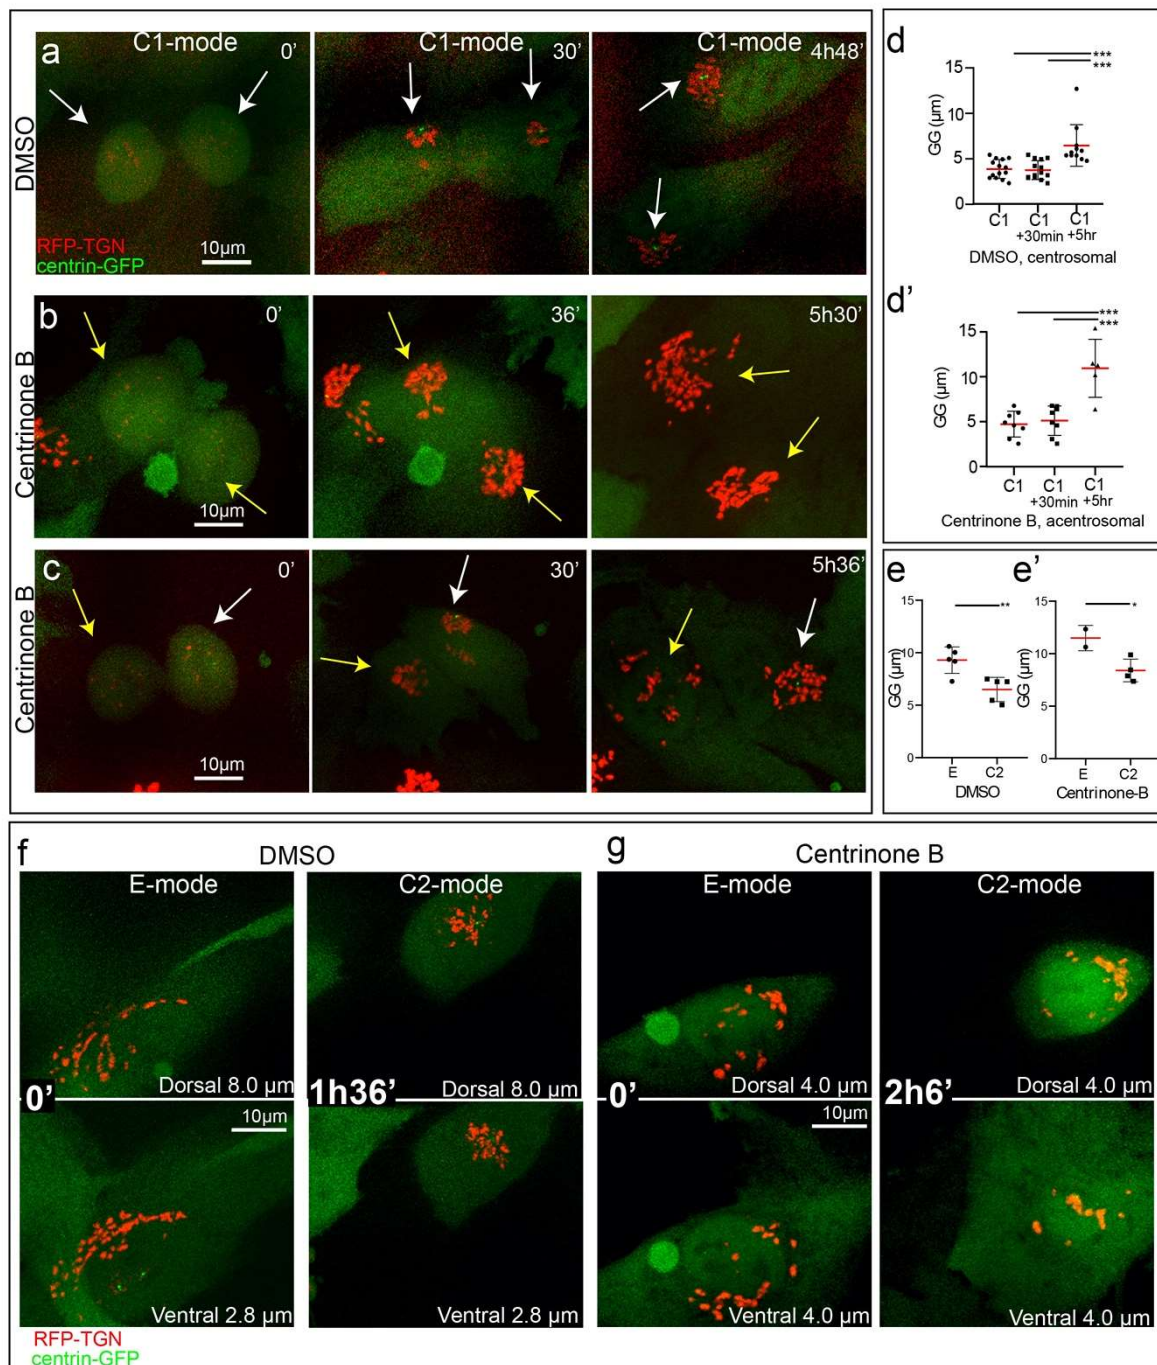 a
C1-mode
0’
C1-mode
30’
C1-mode
4h48’
DMSO
RFP-TGN
centrin-GFP
10µm
b
0’
36’
5h30’
Centrinone B
10µm
c
0’
30’
5h36’
Centrinone B
10µm
d
***
***
15
10
5
0
GG (µm)
C1
C1
C1
+30min
+5hr
DMSO, centrosomal
d’
***
***
15
10
5
0
GG (µm)
C1
C1
C1
+30min
+5hr
Centrinone B, acentrosomal
e
**
15
10
5
0
GG (µm)
E
C2
DMSO
e’
*
15
10
5
0
GG (µm)
E
C2
Centrinone-B
f
DMSO
E-mode
C2-mode
Dorsal 8.0 µm
Dorsal 8.0 µm
0’
1h36’
10µm
Ventral 2.8 µm
Ventral 2.8 µm
RFP-TGN
centrin-GFP
g
Centrinone B
E-mode
C2-mode
Dorsal 4.0 µm
Dorsal 4.0 µm
0’
2h6’
10µm
Ventral 4.0 µm
Ventral 4.0 µm